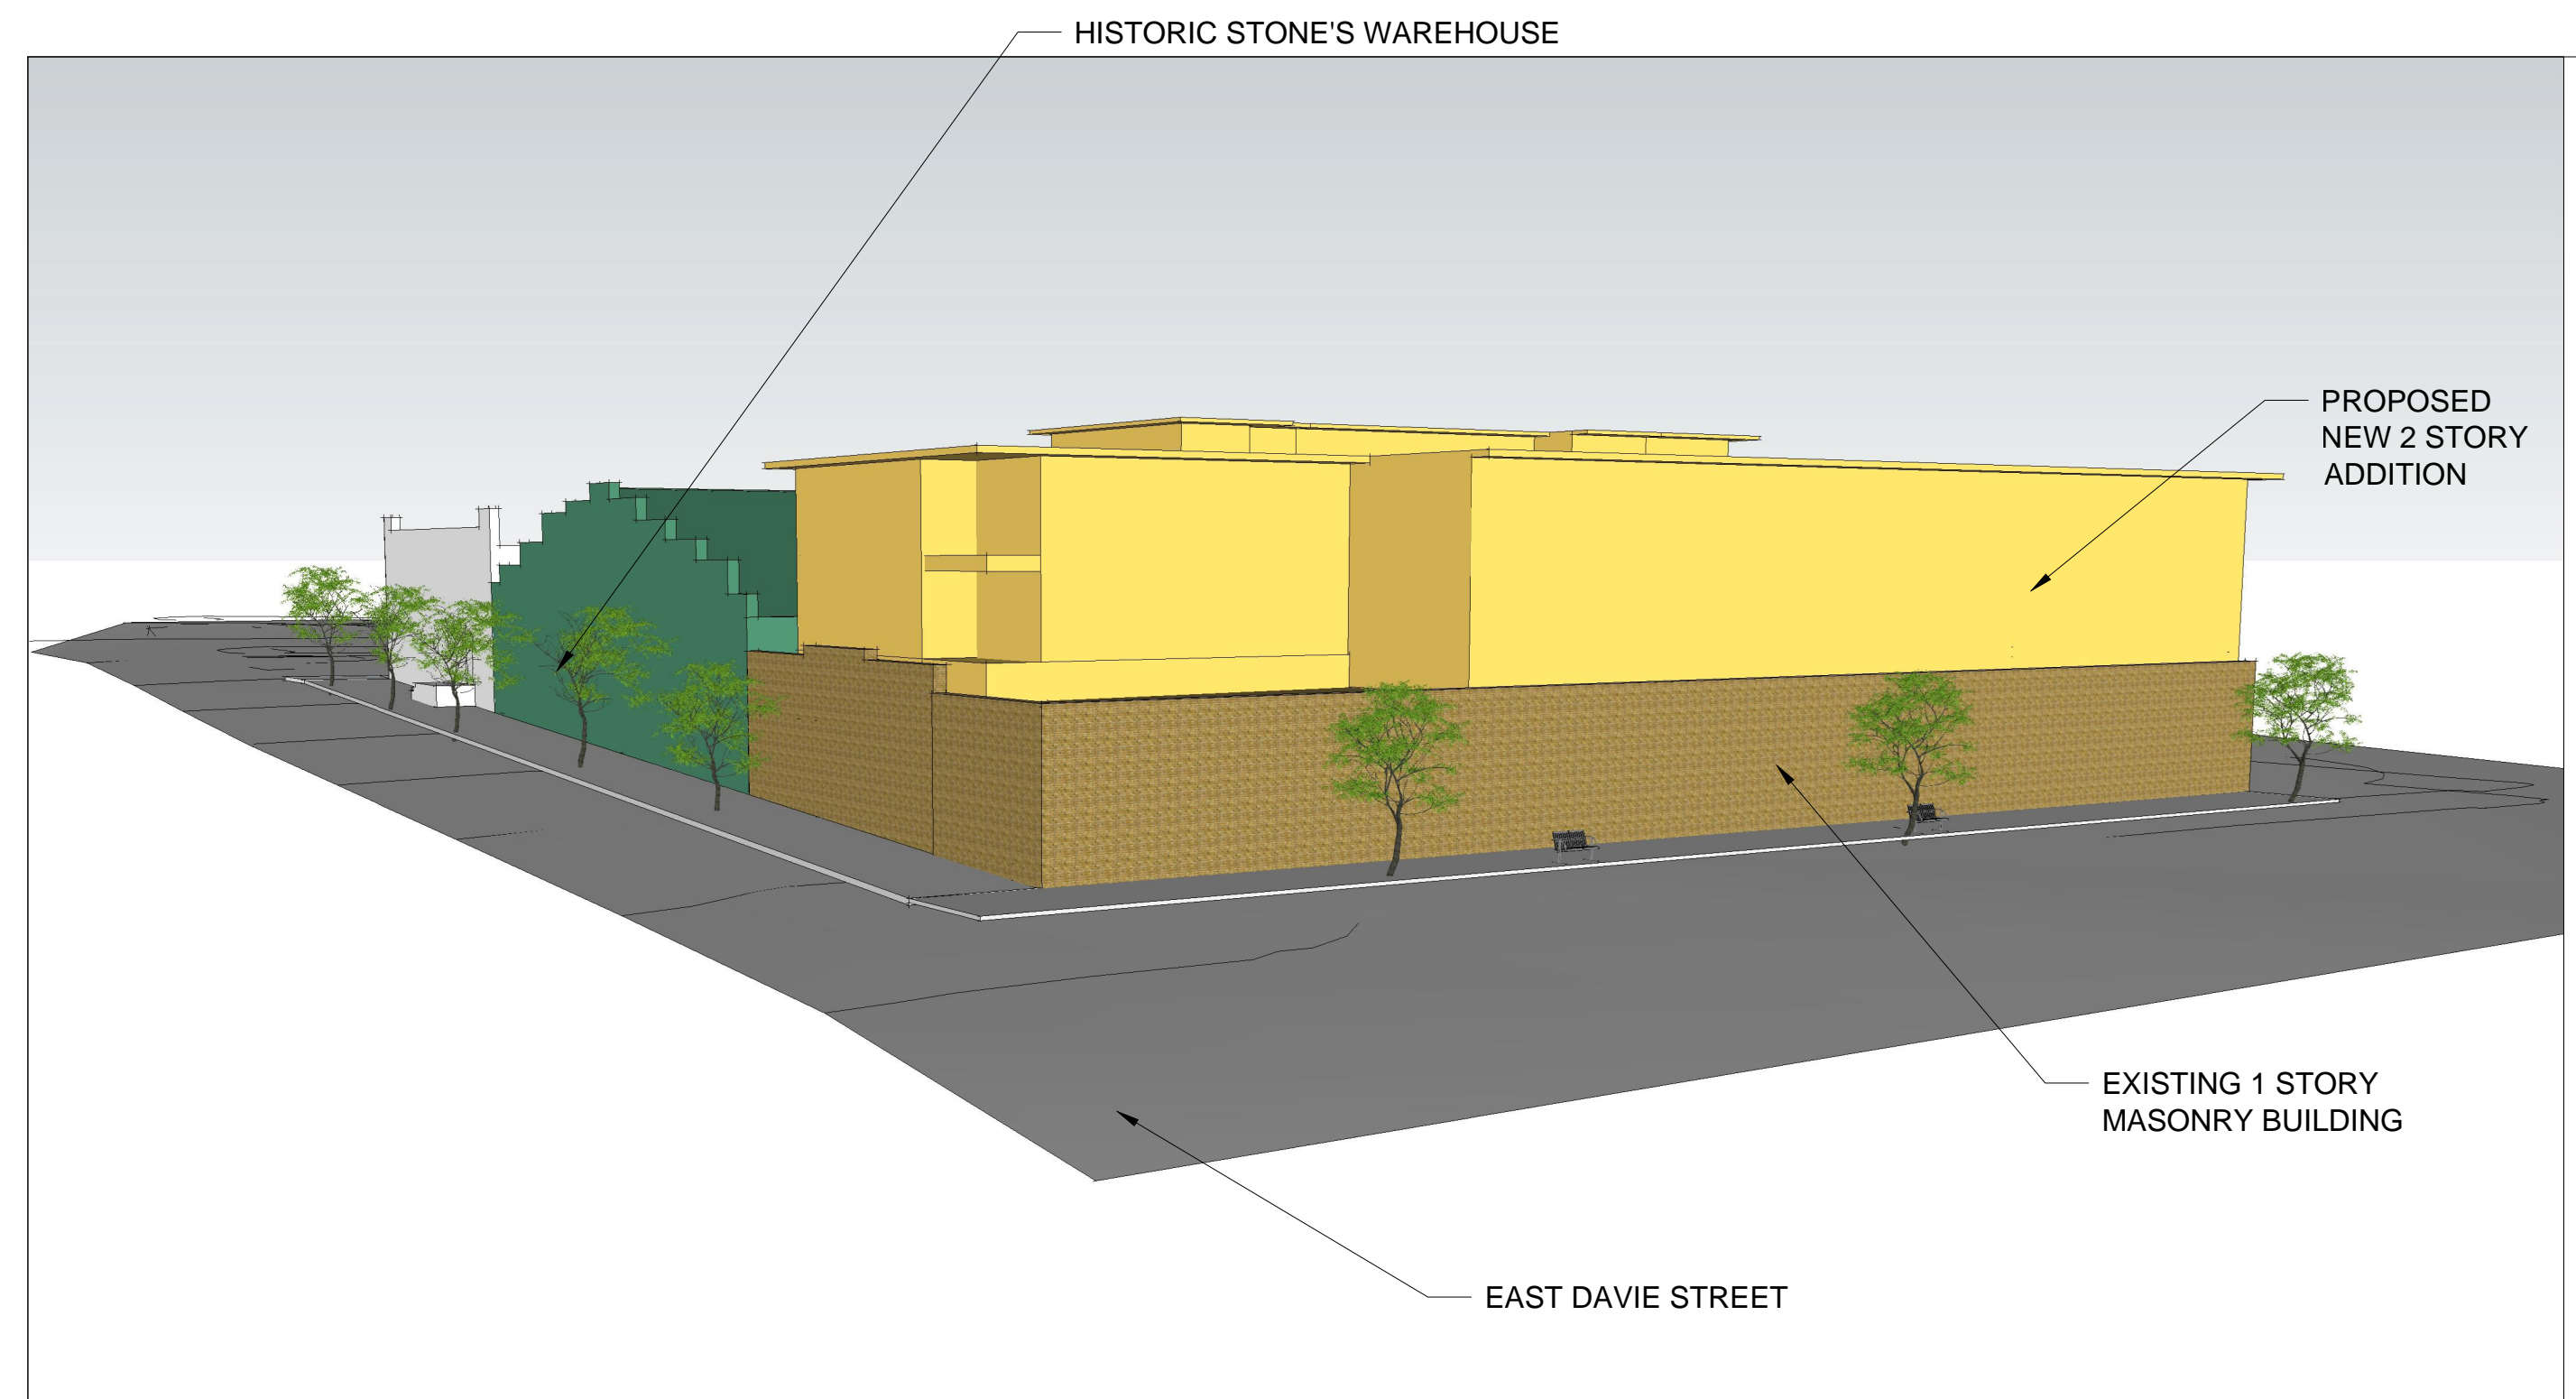 HISTORIC STONE'S WAREHOUSE
PROPOSED
NEW 2 STORY
ADDITION
EXISTING 1 STORY
MASONRY BUILDING
EAST DAVIE STREET